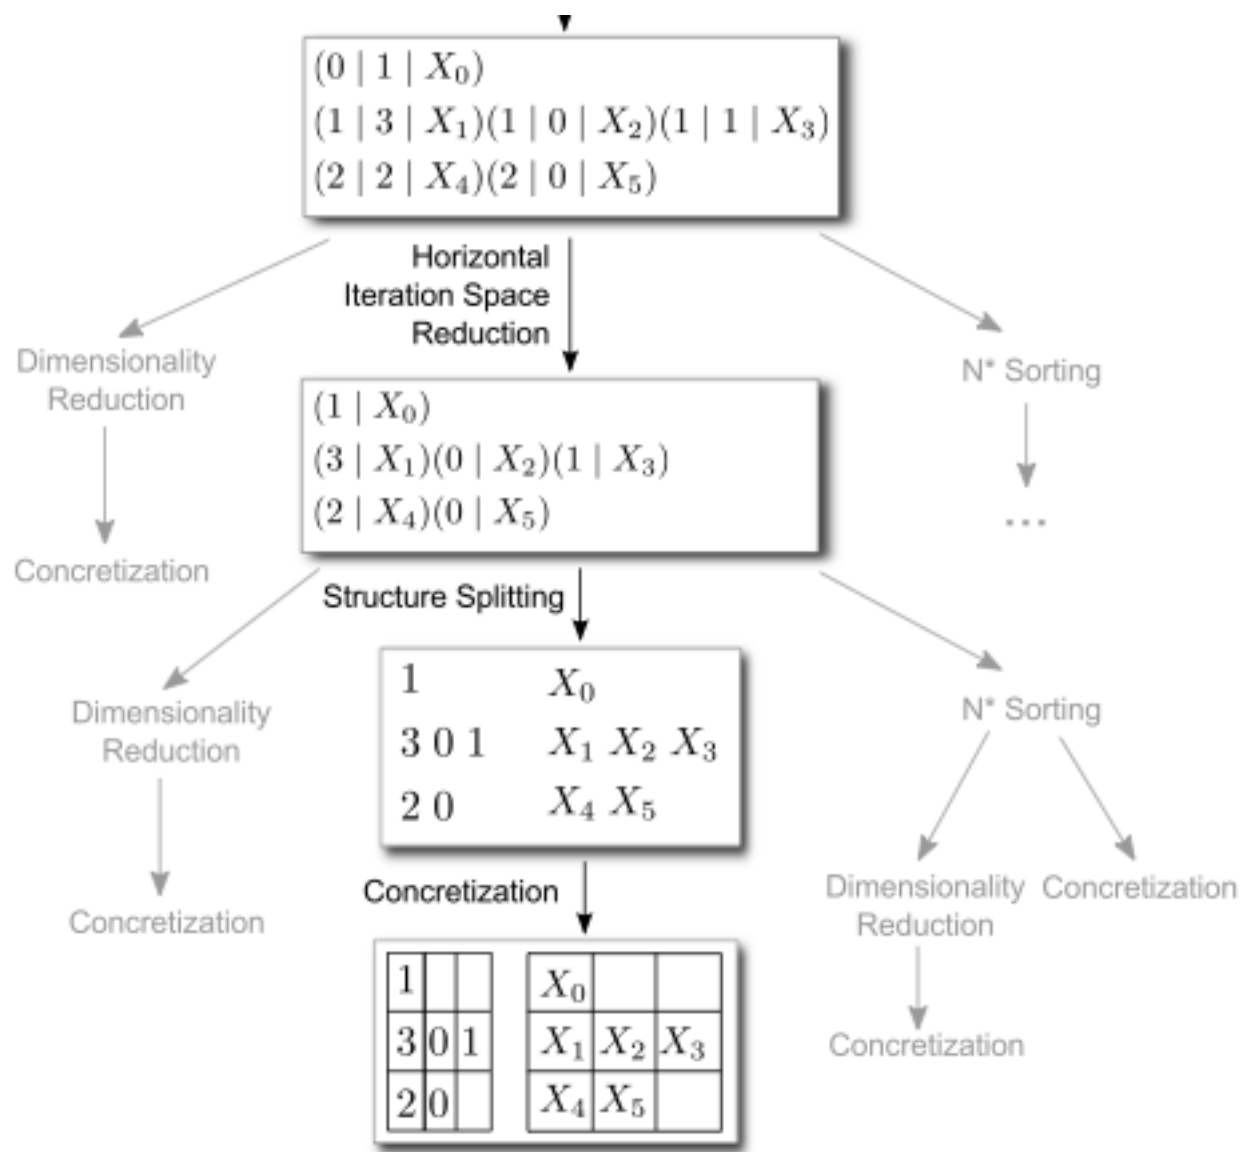 (0 | 1 | X₀)
(1 | 3 | X₁)(1 | 0 | X₂)(1 | 1 | X₃)
(2 | 2 | X₄)(2 | 0 | X₅)
Horizontal
Iteration Space
Reduction
Dimensionality
Reduction
Concretization
N* Sorting
...
(1 | X₀)
(3 | X₁)(0 | X₂)(1 | X₃)
(2 | X₄)(0 | X₅)
Structure Splitting
Dimensionality
Reduction
Concretization
1 X₀
3 0 1 X₁ X₂ X₃
2 0 X₄ X₅
N* Sorting
Dimensionality
Reduction
Concretization
Concretization
Concretization
1 X₀
3 0 1 X₁ X₂ X₃
2 0 X₄ X₅